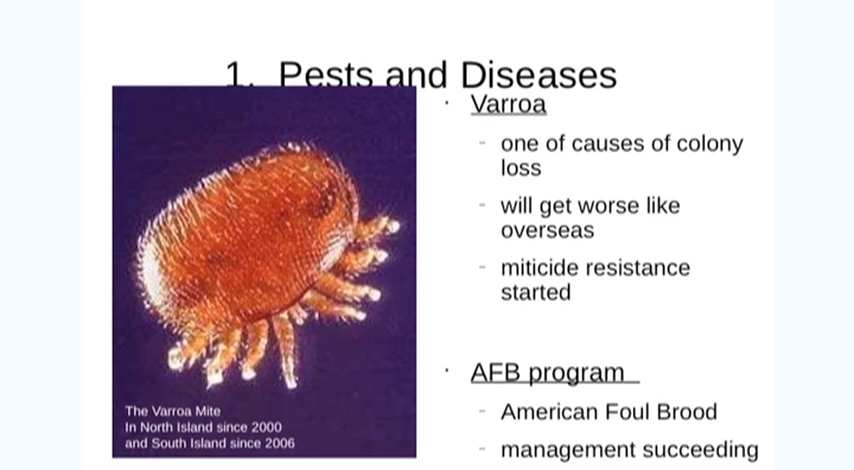 1. Pests and Diseases
· Varroa
- one of causes of colony
loss
- will get worse like
overseas
- miticide resistance
started
· AFB program
- American Foul Brood
- management succeeding
The Varroa Mite
In North Island since 2000
and South Island since 2006